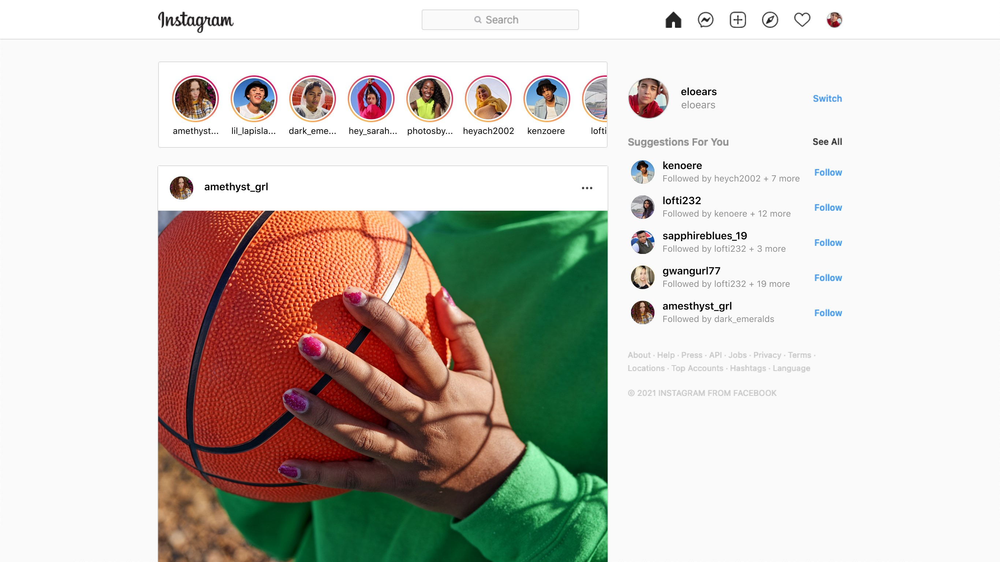 Instagram
Search
amethyst...
lil_lapisla...
dark_eme...
hey_sarah...
photosby...
heyach2002
kenzoere
lofti
eloears
eloears
Switch
Suggestions For You
See All
kenoere
Followed by heych2002 + 7 more
Follow
lofti232
Followed by kenoere + 12 more
Follow
sapphireblues_19
Followed by lofti232 + 3 more
Follow
gwangurl77
Followed by lofti232 + 19 more
Follow
amesthyst_grl
Followed by dark_emeralds
Follow
amethyst_grl
About · Help · Press · API · Jobs · Privacy · Terms ·
Locations · Top Accounts · Hashtags · Language
© 2021 INSTAGRAM FROM FACEBOOK